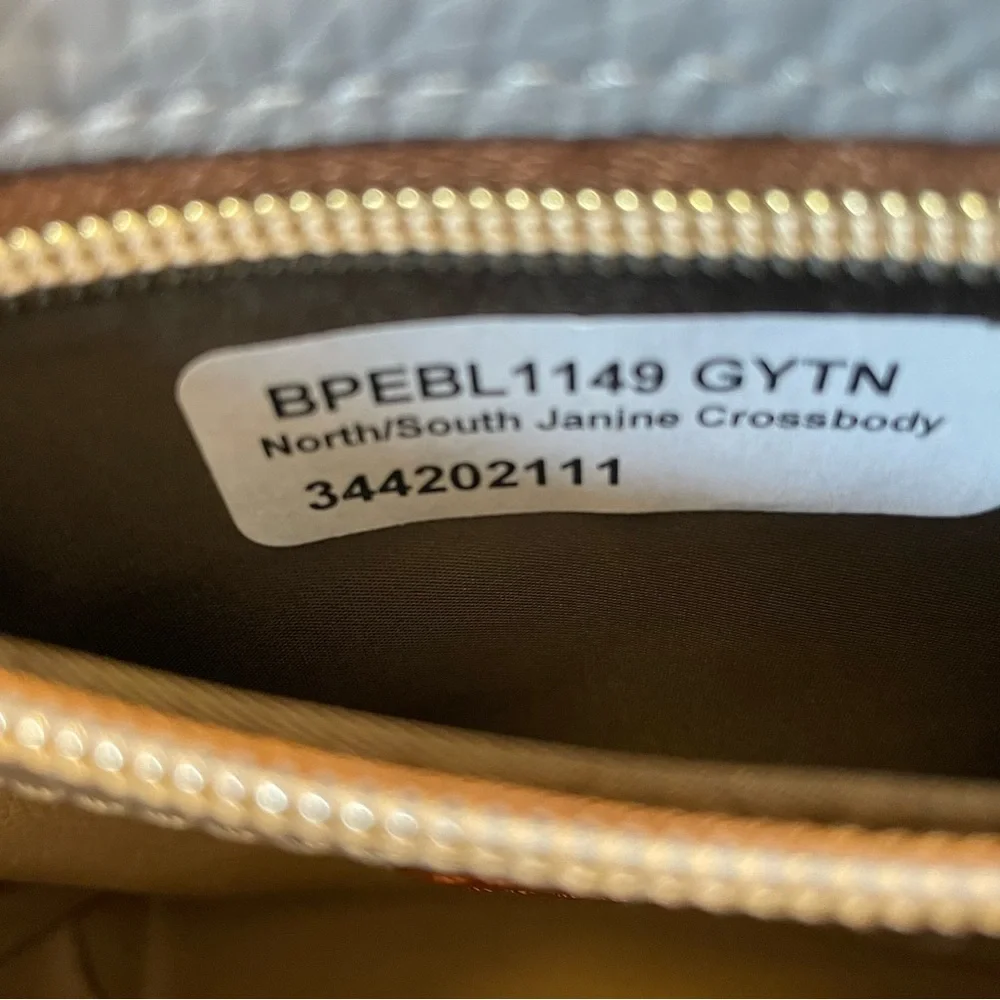 BPEBL1149 GYTN
North/South Janine Crossbody
344202111